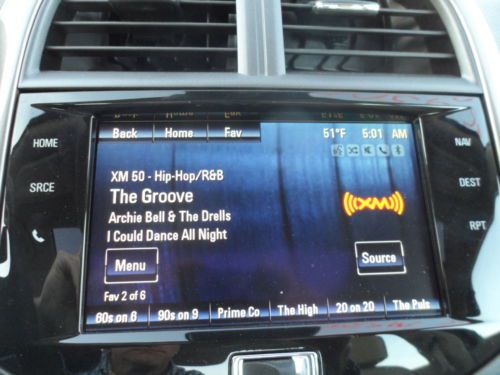 HOME
SRCE
NAV
DEST
RPT
Back Home Fav 51°F 5:01 AM
XM 50 - Hip-Hop/R&B
The Groove
Archie Bell & The Drells
I Could Dance All Night
XM
Menu Source
Fav 2 of 6
60s on 6 90s on 9 Prime Co The High 20 on 20 The Puls